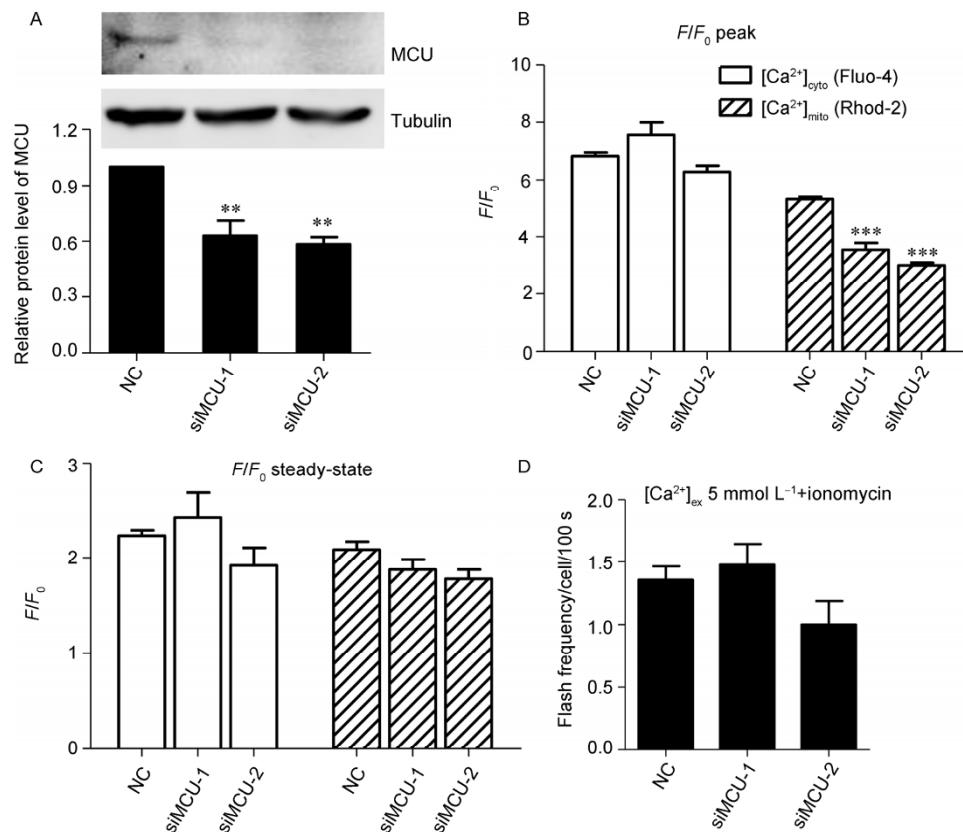 A
MCU
Tubulin
Relative protein level of MCU
1.2
0.9
0.6
0.3
0.0
**
**
NC
siMCU-1
siMCU-2
B
F/F₀ peak
[Ca²⁺]cyto (Fluo-4)
[Ca²⁺]mito (Rhod-2)
F/F₀
10
8
6
4
2
0
***
***
NC
siMCU-1
siMCU-2
NC
siMCU-1
siMCU-2
C
F/F₀ steady-state
F/F₀
3
2
1
0
NC
siMCU-1
siMCU-2
NC
siMCU-1
siMCU-2
D
[Ca²⁺]ex 5 mmol L⁻¹+ionomycin
Flash frequency/cell/100 s
2.0
1.5
1.0
0.5
0.0
NC
siMCU-1
siMCU-2